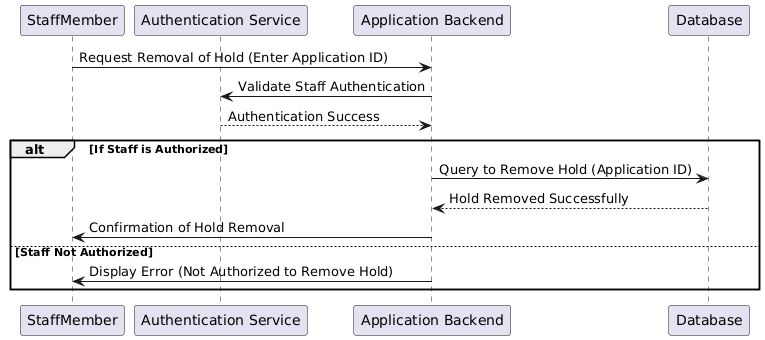 StaffMember
Authentication Service
Application Backend
Database
Request Removal of Hold (Enter Application ID)
Validate Staff Authentication
Authentication Success
alt
[If Staff is Authorized]
Query to Remove Hold (Application ID)
Hold Removed Successfully
Confirmation of Hold Removal
[Staff Not Authorized]
Display Error (Not Authorized to Remove Hold)
StaffMember
Authentication Service
Application Backend
Database